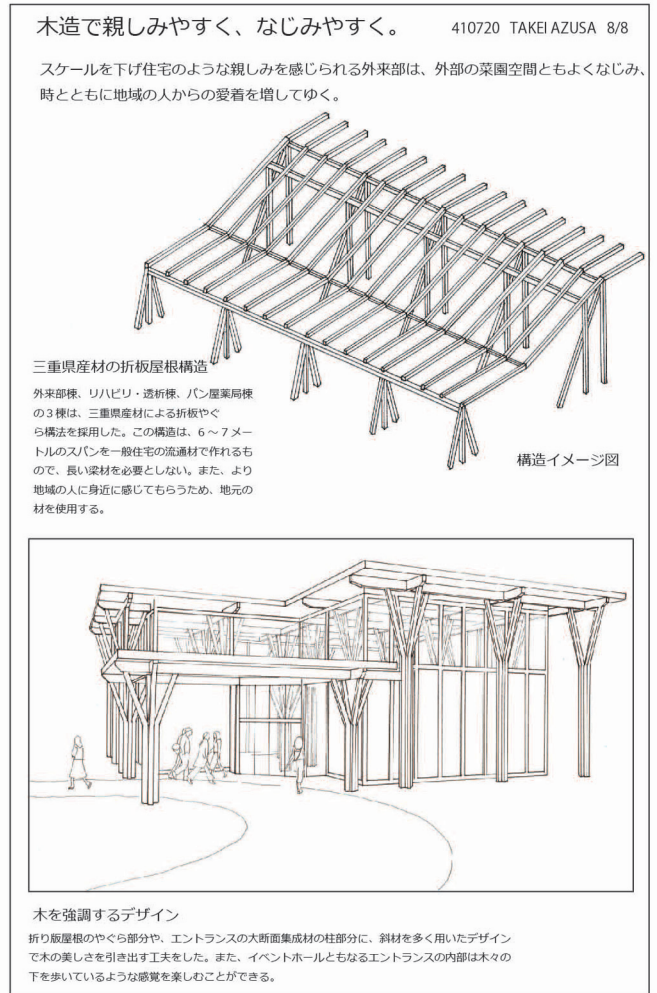 木造で親しみやすく、なじみやすく。 410720 TAKEI AZUSA 8/8
スケールを下げ住宅のような親しみを感じられる外来部は、外部の菜園空間ともよくなじみ、
時とともに地域の人からの愛着を増してゆく。
三重県産材の折板屋根構造
外来部棟、リハビリ・透析棟、パン屋薬局棟
の3棟は、三重県産材による折板やぐ
ら構法を採用した。この構造は、6～7メー
トルのスパンを一般住宅の流通材で作れるも
ので、長い梁材を必要としない。また、より
地域の人に身近に感じてもらうため、地元の
材を使用する。
構造イメージ図
木を強調するデザイン
折り版屋根のやぐら部分や、エントランスの大断面集成材の柱部分に、斜材を多く用いたデザイン
で木の美しさを引き出す工夫をした。また、イベントホールともなるエントランスの内部は木々の
下を歩いているような感覚を楽しむことができる。